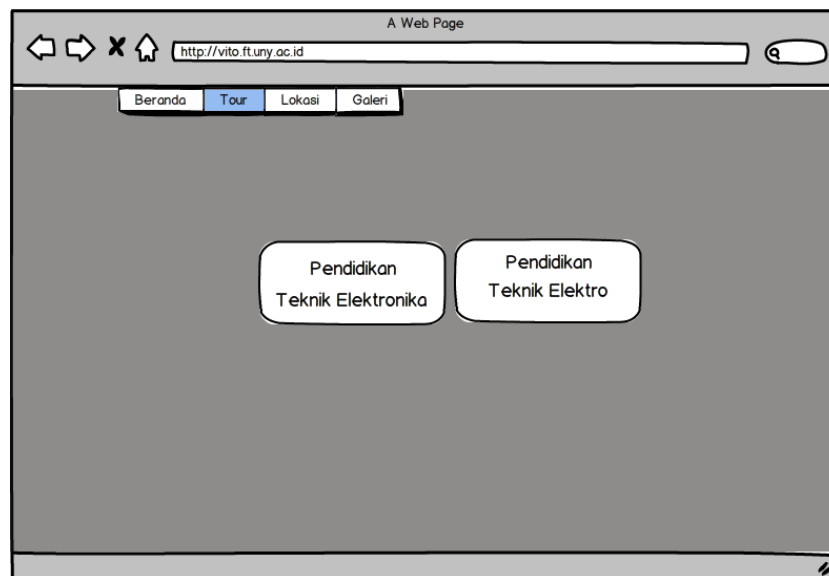 A Web Page
http://vito.ft.uny.ac.id
Beranda Tour Lokasi Galeri
Pendidikan
Teknik Elektronika
Pendidikan
Teknik Elektro